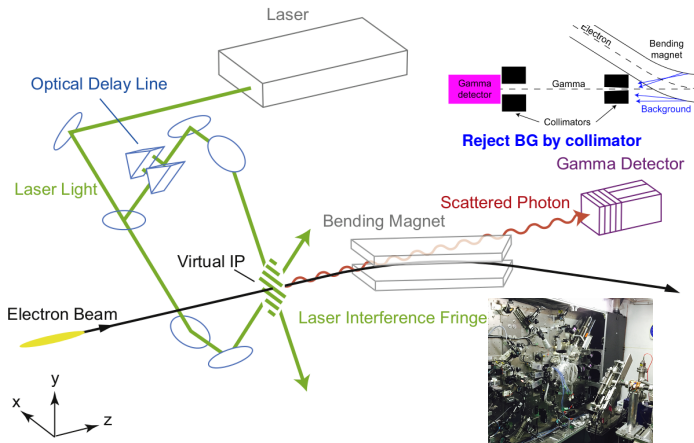 Laser
Optical Delay Line
Laser Light
Virtual IP
Electron Beam
Bending Magnet
Scattered Photon
Gamma Detector
Laser Interference Fringe
x
y
z
Electron
Bending
magnet
Gamma
detector
Gamma
Collimators
Background
Reject BG by collimator